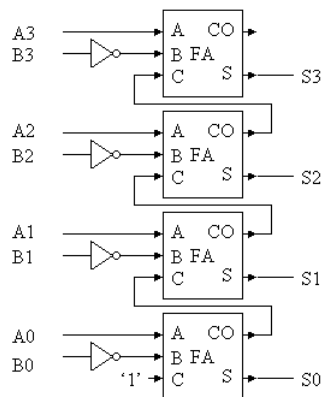 A3 A CO
B3 B FA
C S S3
A2 A CO
B2 B FA
C S S2
A1 A CO
B1 B FA
C S S1
A0 A CO
B0 B FA
‘1’ C S S0